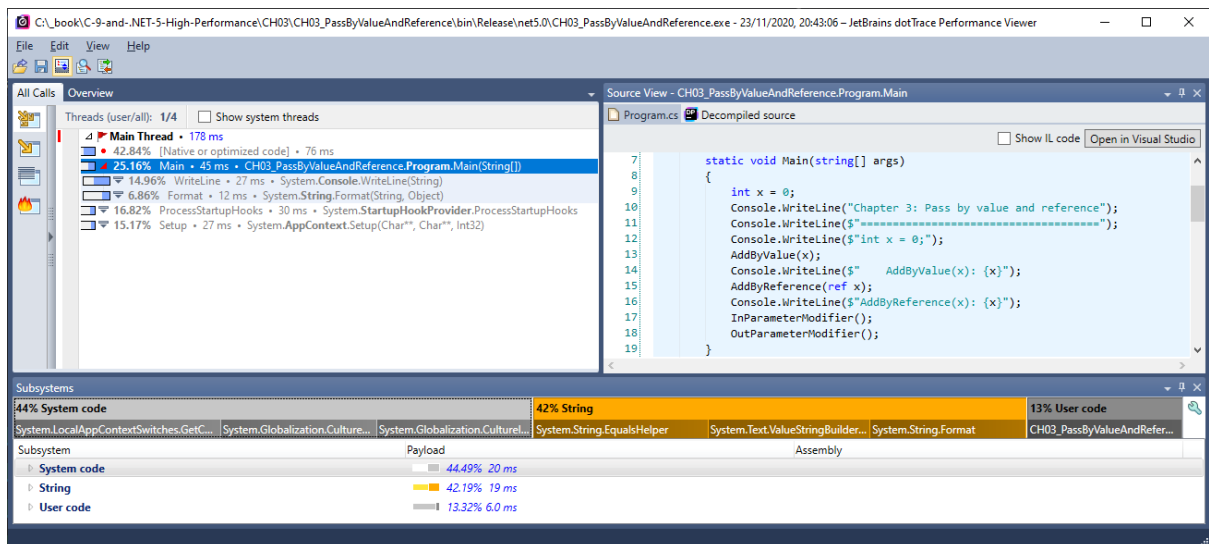 C:\_book\C-9-and-.NET-5-High-Performance\CH03\CH03_PassByValueAndReference\bin\Release\net5.0\CH03_PassByValueAndReference.exe - 23/11/2020, 20:43:06 – JetBrains dotTrace Performance Viewer
File Edit View Help
All Calls Overview
Threads (user/all): 1/4 Show system threads
Main Thread • 178 ms
42.84% [Native or optimized code] • 76 ms
25.16% Main • 45 ms • CH03_PassByValueAndReference.Program.Main(String[])
14.96% WriteLine • 27 ms • System.Console.WriteLine(String)
6.86% Format • 12 ms • System.String.Format(String, Object)
16.82% ProcessStartupHooks • 30 ms • System.StartupHookProvider.ProcessStartupHooks
15.17% Setup • 27 ms • System.AppContext.Setup(Char**, Char**, Int32)
Source View - CH03_PassByValueAndReference.Program.Main
Program.cs Decompiled source
Show IL code Open in Visual Studio
7 static void Main(string[] args)
8 {
9 int x = 0;
10 Console.WriteLine("Chapter 3: Pass by value and reference");
11 Console.WriteLine($"======================================");
12 Console.WriteLine($"int x = 0;");
13 AddByValue(x);
14 Console.WriteLine($"    AddByValue(x): {x}");
15 AddByReference(ref x);
16 Console.WriteLine($"AddByReference(x): {x}");
17 InParameterModifier();
18 OutParameterModifier();
19 }
Subsystems
44% System code 42% String 13% User code
System.LocalAppContextSwitches.GetC... System.Globalization.Culture... System.Globalization.CultureI... System.String.EqualsHelper System.Text.ValueStringBuilder... System.String.Format CH03_PassByValueAndRefer...
Subsystem Payload Assembly
System code 44.49% 20 ms
String 42.19% 19 ms
User code 13.32% 6.0 ms